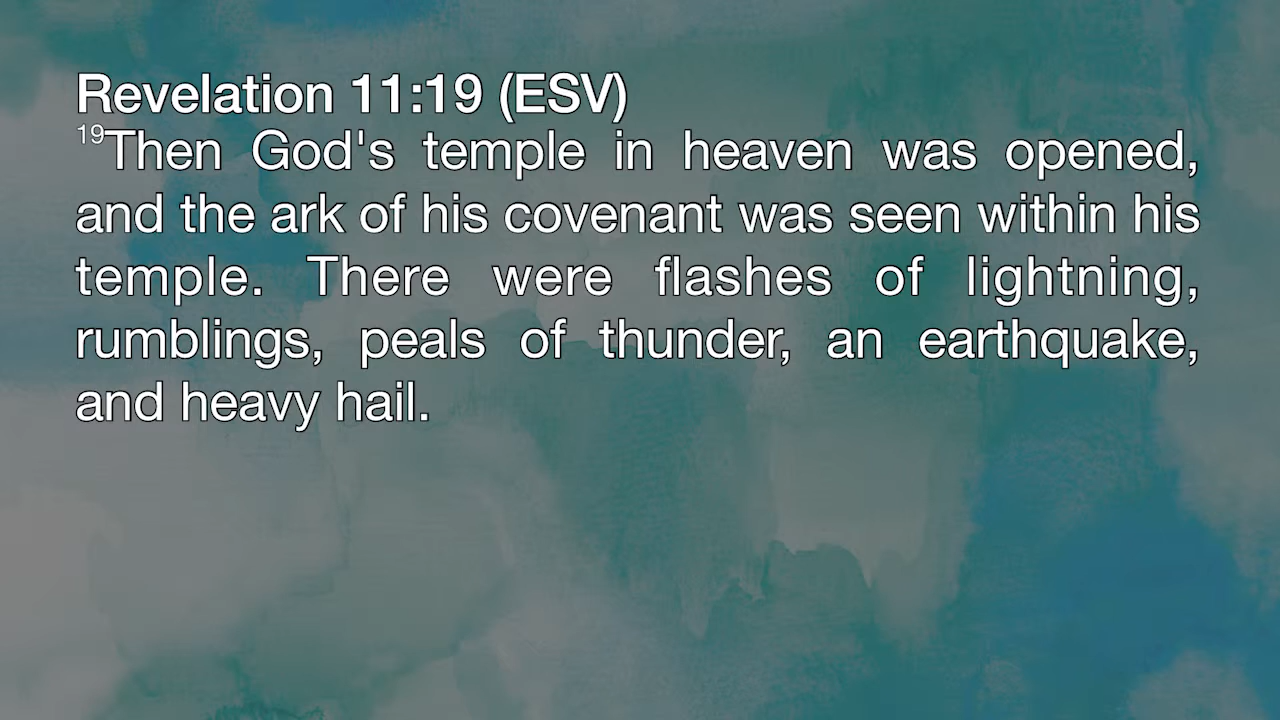 Revelation 11:19 (ESV)
19Then God's temple in heaven was opened,
and the ark of his covenant was seen within his
temple. There were flashes of lightning,
rumblings, peals of thunder, an earthquake,
and heavy hail.